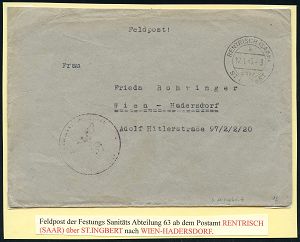 Feldpost!
RENTRISCH (SAAR)
Frau
Frieda Rohringer
Wien - Hadersdorf
Adolf Hitlerstraße 97/2/2/20
Feldpost der Festungs Sanitäts Abteilung 63 ab dem Postamt RENTRISCH
(SAAR) über ST.INGBERT nach WIEN-HADERSDORF.